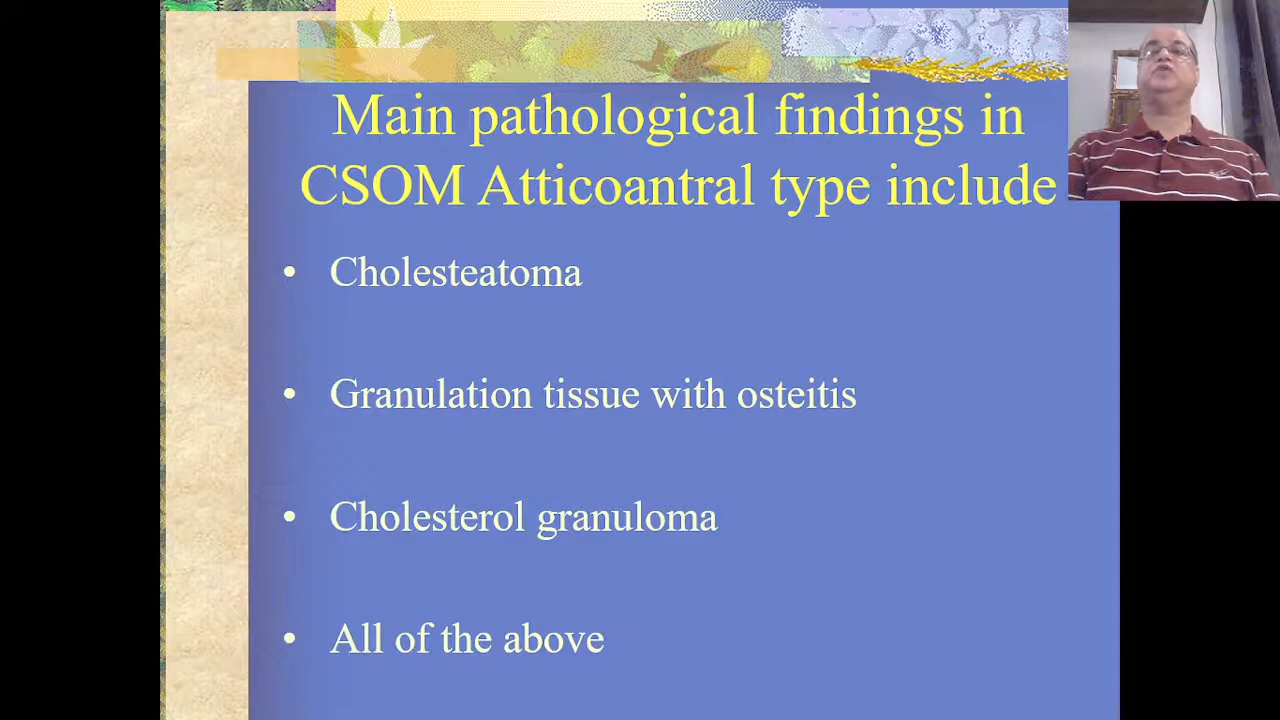 Main pathological findings in
CSOM Atticoantral type include
• Cholesteatoma
• Granulation tissue with osteitis
• Cholesterol granuloma
• All of the above